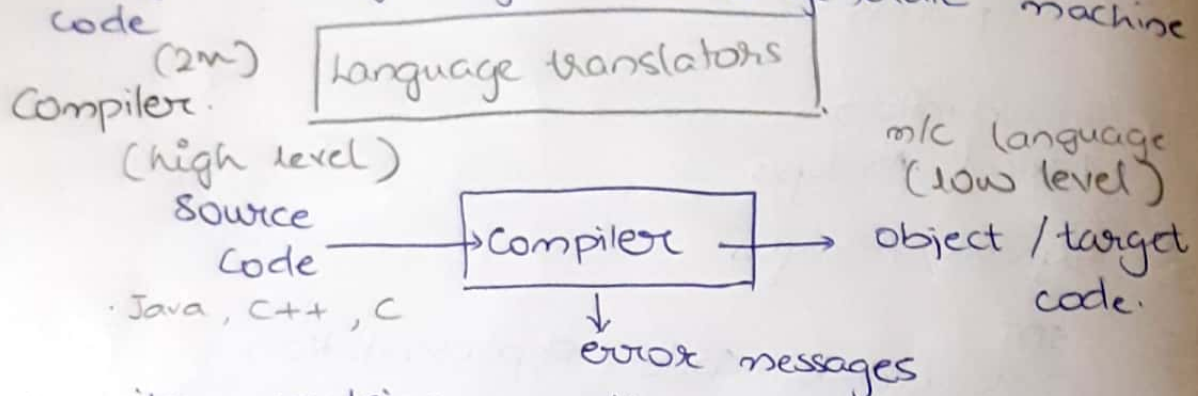 code machine
(2m) Language translators
Compiler.
(high level) m/c language
(low level)
Source
Code Compiler object / target
code.
· Java, C++, C
error messages